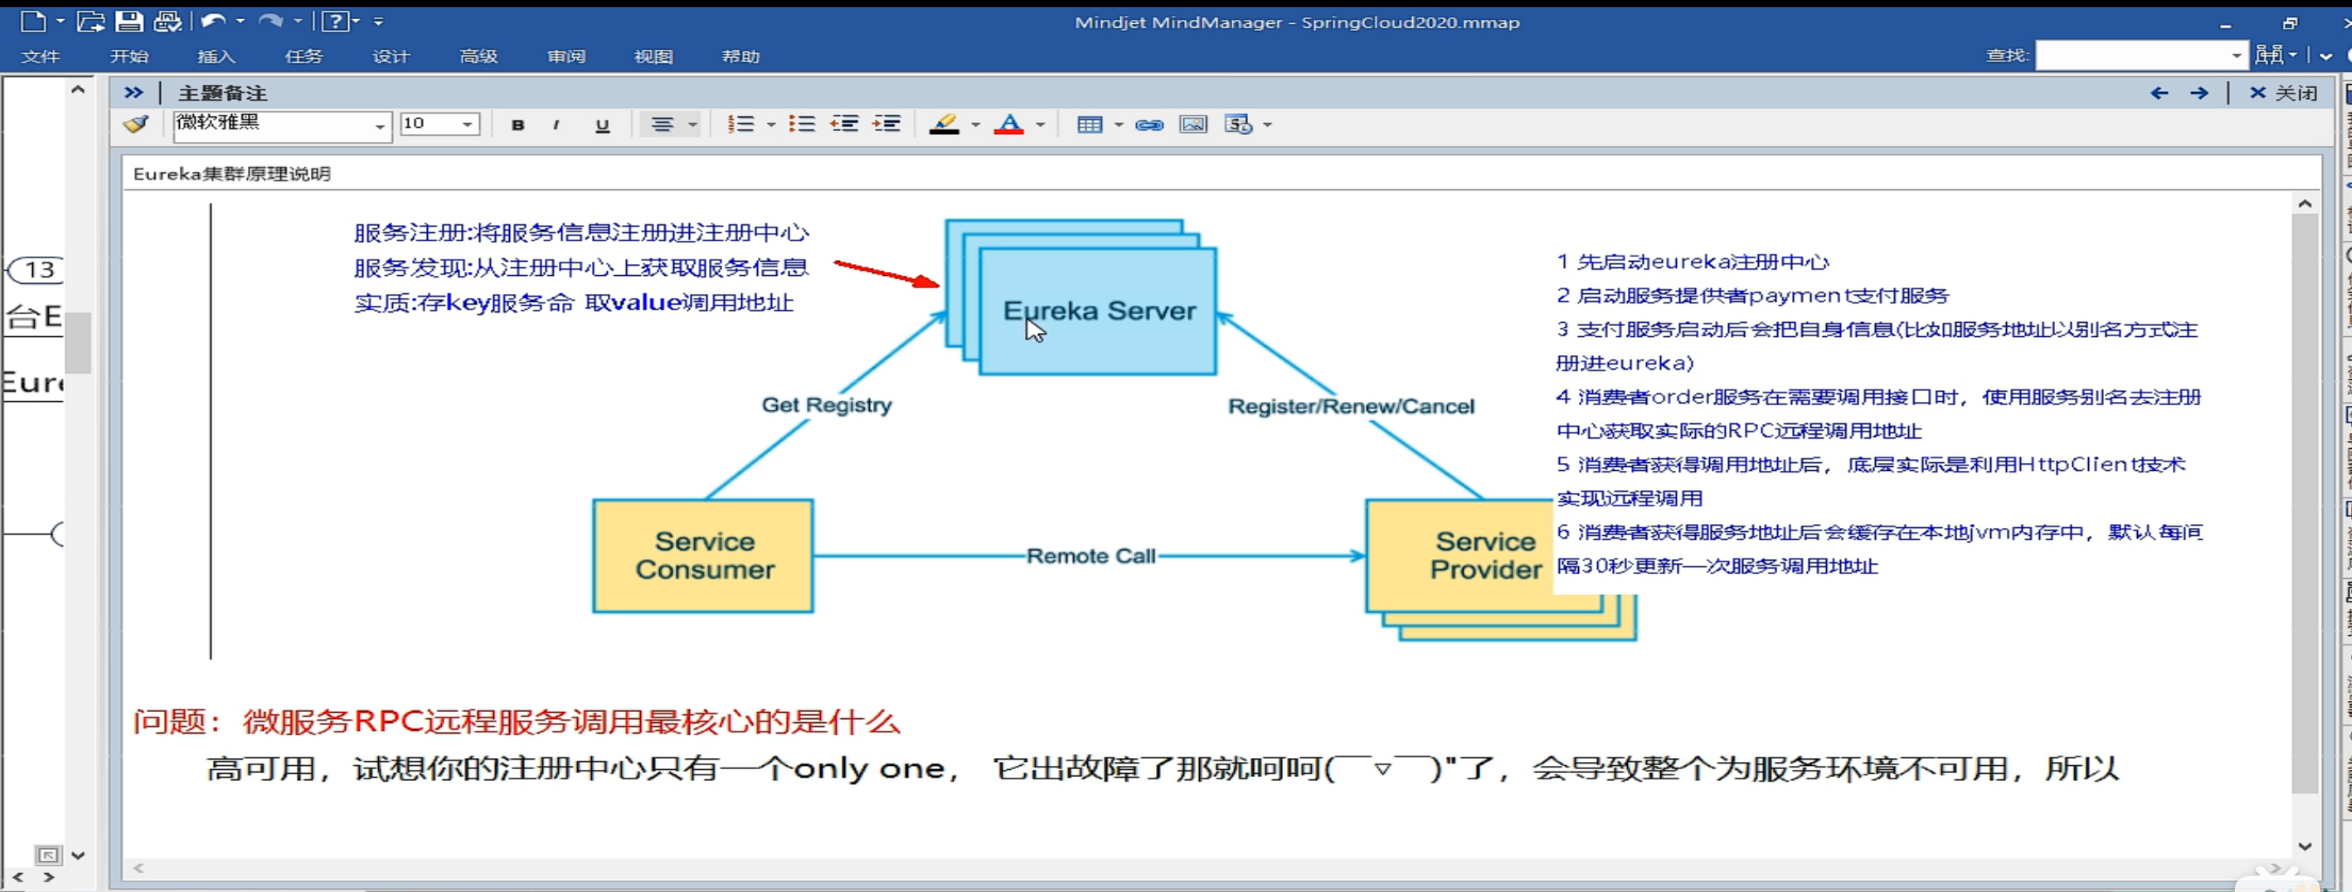 Mindjet MindManager - SpringCloud2020.mmap
文件 开始 插入 任务 设计 高级 审阅 视图 帮助 查找:
主题备注 关闭
微软雅黑 10 B I U
Eureka集群原理说明
13
台E
Eur
服务注册:将服务信息注册进注册中心
服务发现:从注册中心上获取服务信息
实质:存key服务命 取value调用地址
Eureka Server
Get Registry
Register/Renew/Cancel
Service
Consumer
Remote Call
Service
Provider
1 先启动eureka注册中心
2 启动服务提供者payment支付服务
3 支付服务启动后会把自身信息(比如服务地址以别名方式注
册进eureka)
4 消费者order服务在需要调用接口时，使用服务别名去注册
中心获取实际的RPC远程调用地址
5 消费者获得调用地址后，底层实际是利用HttpClient技术
实现远程调用
6 消费者获得服务地址后会缓存在本地jvm内存中，默认每间
隔30秒更新一次服务调用地址
问题：微服务RPC远程服务调用最核心的是什么
高可用，试想你的注册中心只有一个only one， 它出故障了那就呵呵(￣▽￣)"了，会导致整个为服务环境不可用，所以